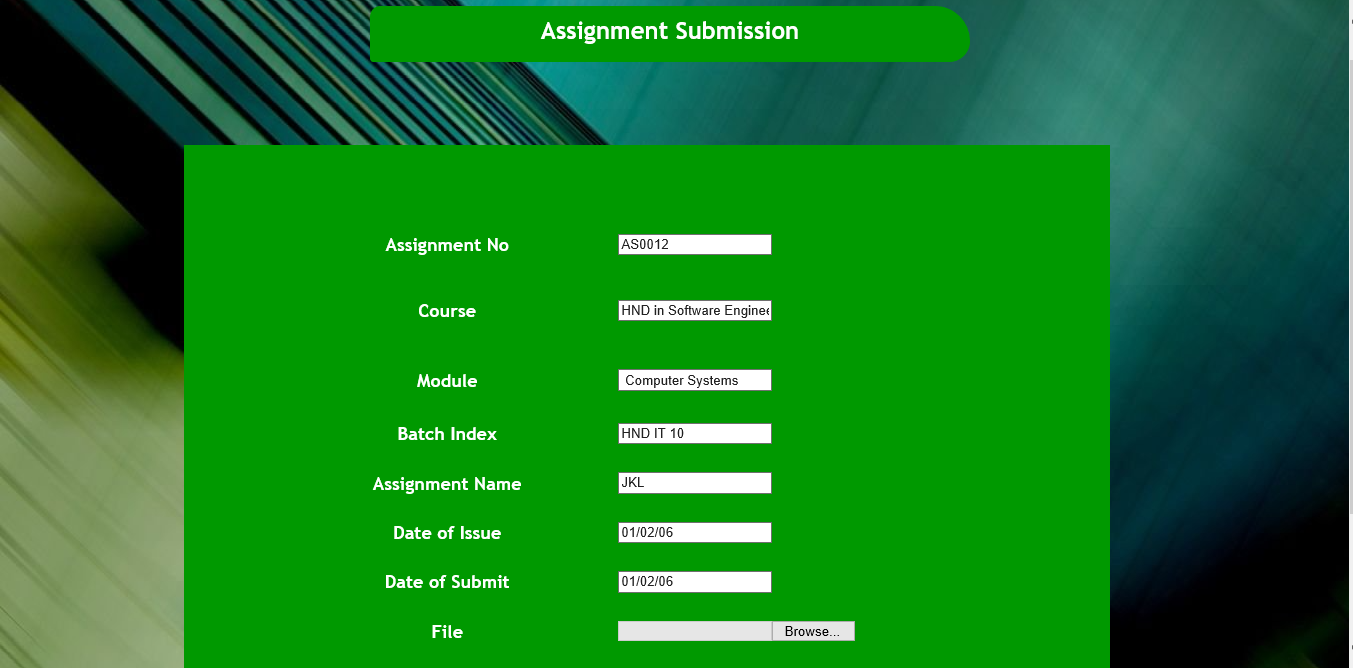 Assignment Submission
Assignment No AS0012
Course HND in Software Enginee
Module Computer Systems
Batch Index HND IT 10
Assignment Name JKL
Date of Issue 01/02/06
Date of Submit 01/02/06
File Browse...